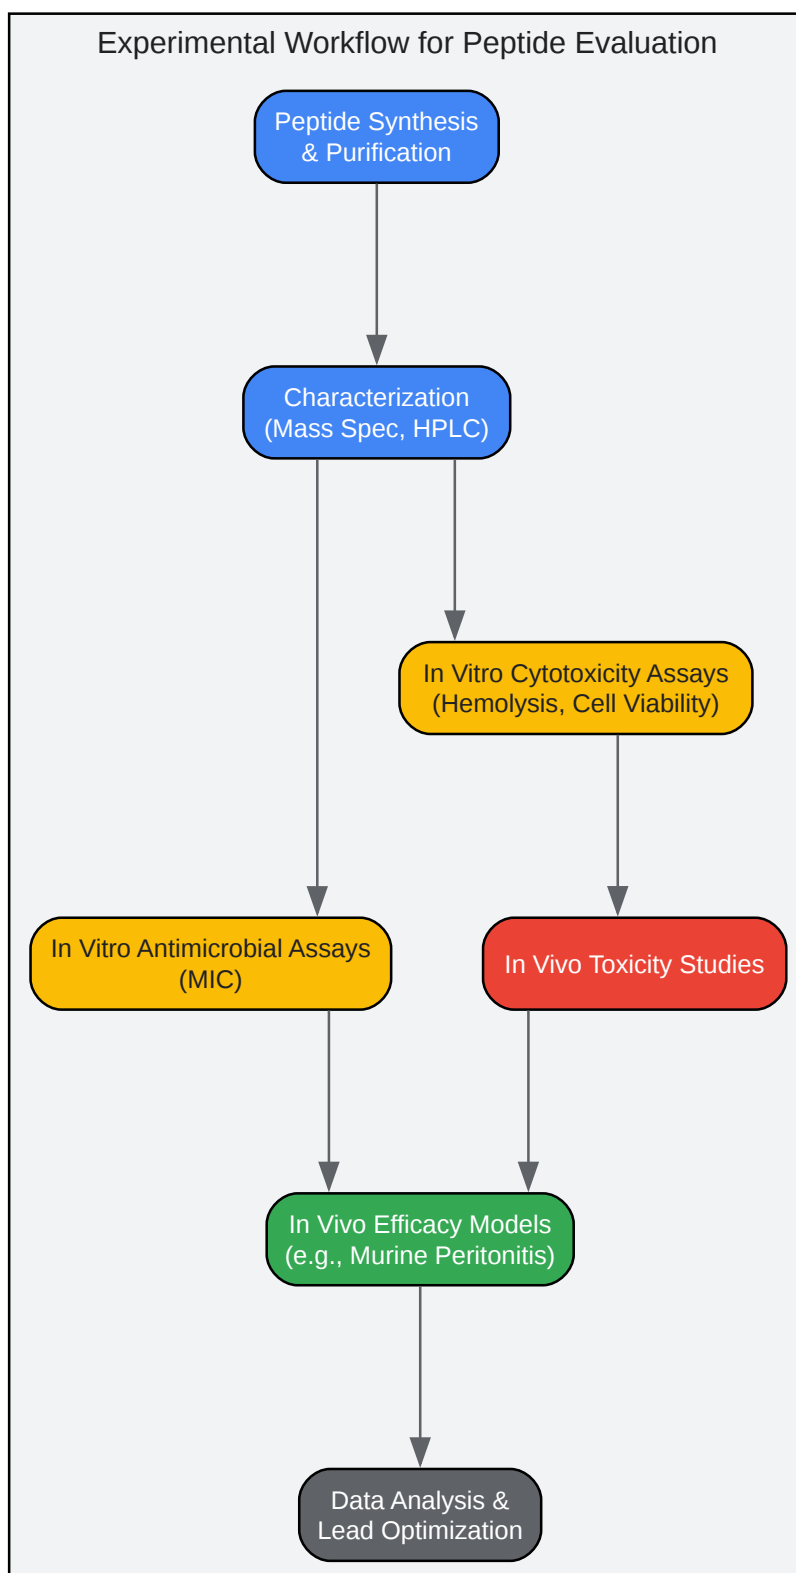 Experimental Workflow for Peptide Evaluation
Peptide Synthesis
& Purification
Characterization
(Mass Spec, HPLC)
In Vitro Cytotoxicity Assays
(Hemolysis, Cell Viability)
In Vitro Antimicrobial Assays
(MIC)
In Vivo Toxicity Studies
In Vivo Efficacy Models
(e.g., Murine Peritonitis)
Data Analysis &
Lead Optimization